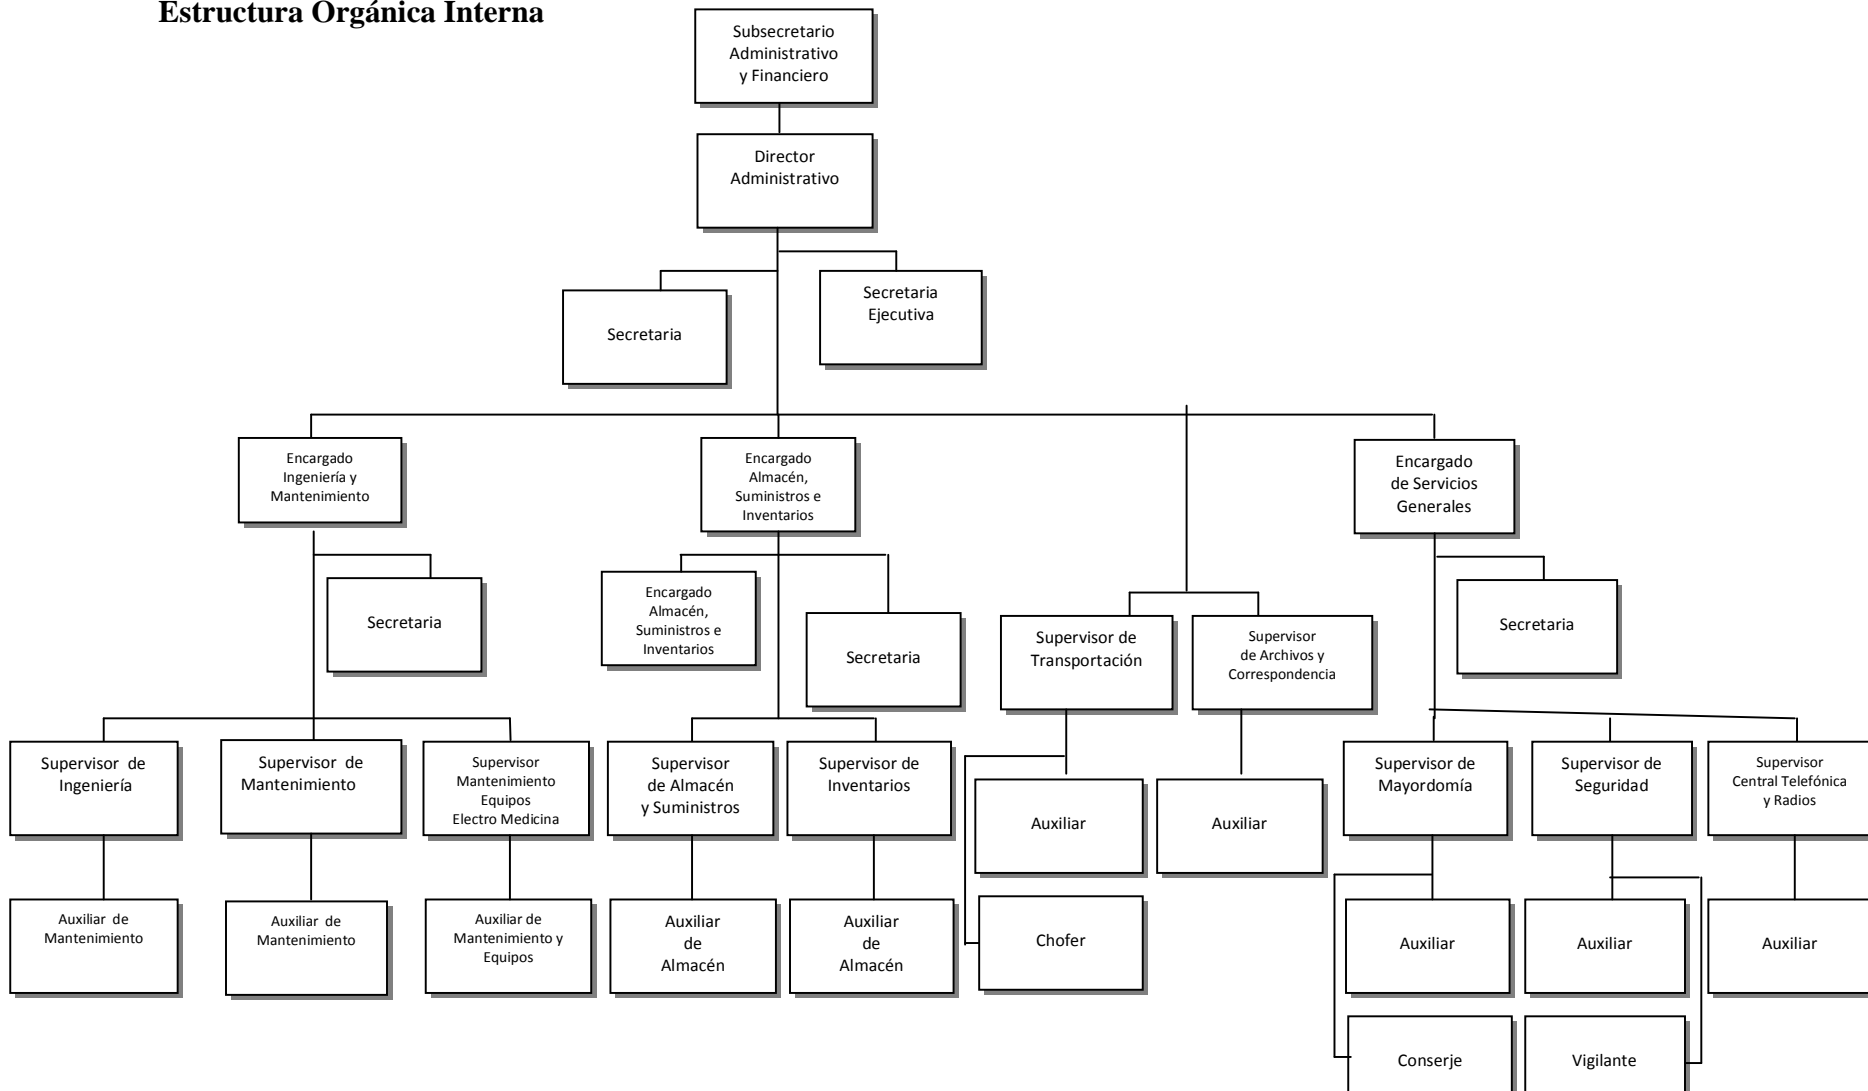 Estructura Orgánica Interna
Subsecretario
Administrativo
y Financiero
Director
Administrativo
Secretaria
Secretaria
Ejecutiva
Encargado
Ingeniería y
Mantenimiento
Encargado
Almacén,
Suministros e
Inventarios
Encargado
de Servicios
Generales
Secretaria
Encargado
Almacén,
Suministros e
Inventarios
Secretaria
Supervisor de
Transportación
Supervisor
de Archivos y
Correspondencia
Secretaria
Supervisor de
Ingeniería
Supervisor de
Mantenimiento
Supervisor
Mantenimiento
Equipos
Electro Medicina
Supervisor
de Almacén
y Suministros
Supervisor de
Inventarios
Auxiliar
Auxiliar
Supervisor de
Mayordomía
Supervisor de
Seguridad
Supervisor
Central Telefónica
y Radios
Auxiliar de
Mantenimiento
Auxiliar de
Mantenimiento
Auxiliar de
Mantenimiento y
Equipos
Auxiliar
de
Almacén
Auxiliar
de
Almacén
Chofer
Auxiliar
Auxiliar
Auxiliar
Conserje
Vigilante